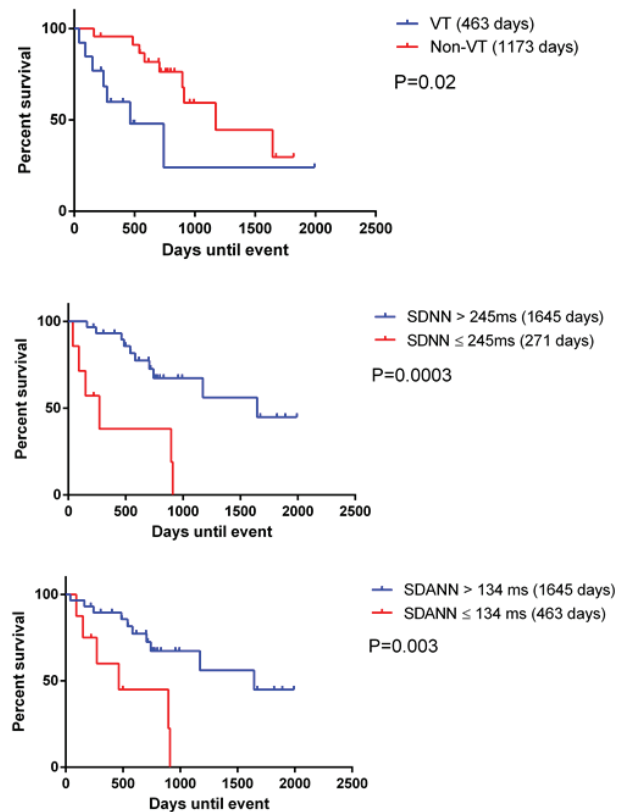 VT (463 days)
Non-VT (1173 days)
P=0.02
Percent survival
100
50
0
0 500 1000 1500 2000 2500
Days until event
SDNN > 245ms (1645 days)
SDNN ≤ 245ms (271 days)
P=0.0003
Percent survival
100
50
0
0 500 1000 1500 2000 2500
Days until event
SDANN > 134 ms (1645 days)
SDANN ≤ 134 ms (463 days)
P=0.003
Percent survival
100
50
0
0 500 1000 1500 2000 2500
Days until event